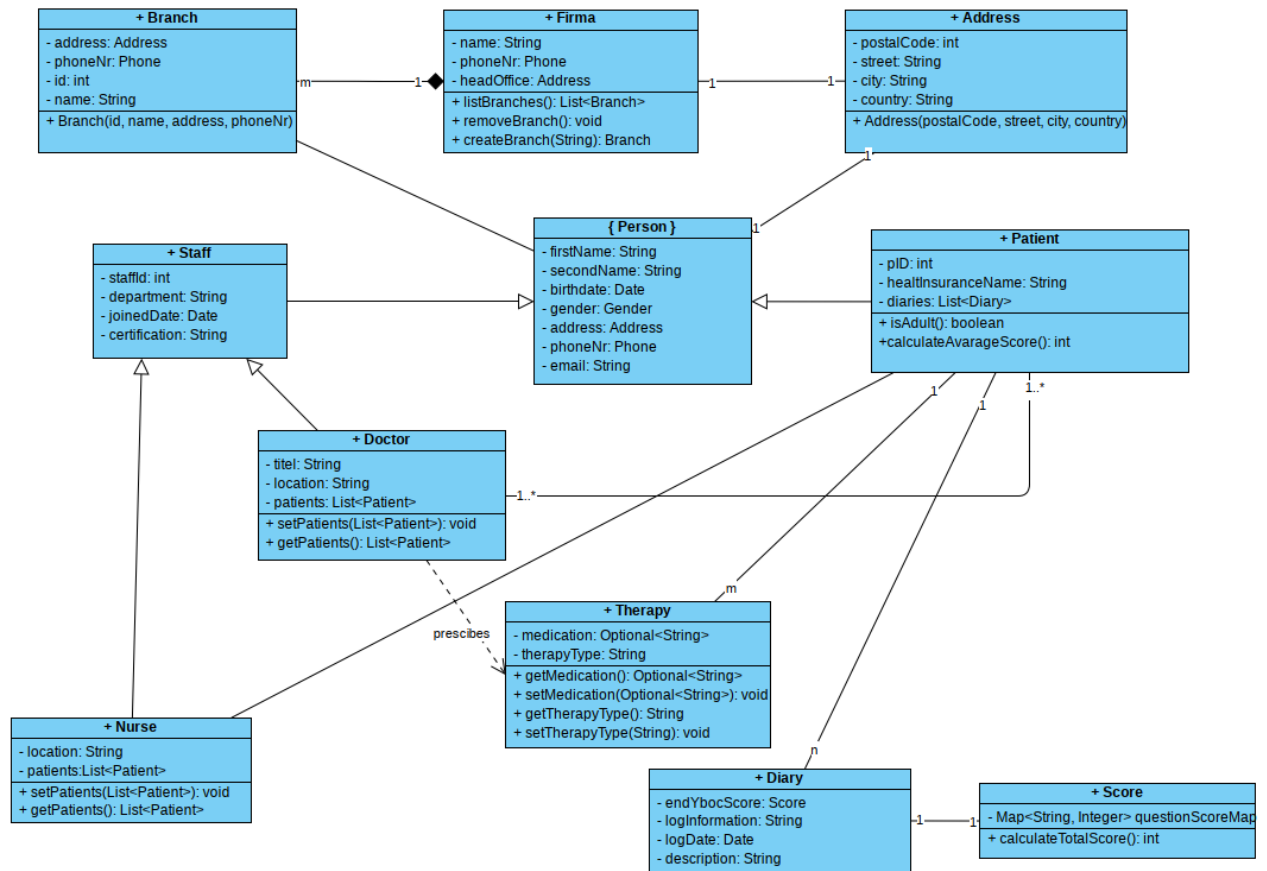 + Branch
- address: Address
- phoneNr: Phone
- id: int
- name: String
+ Branch(id, name, address, phoneNr)
m
1
+ Firma
- name: String
- phoneNr: Phone
- headOffice: Address
+ listBranches(): List<Branch>
+ removeBranch(): void
+ createBranch(String): Branch
1
1
+ Address
- postalCode: int
- street: String
- city: String
- country: String
+ Address(postalCode, street, city, country)
1
1
+ Staff
- staffId: int
- department: String
- joinedDate: Date
- certification: String
{ Person }
- firstName: String
- secondName: String
- birthdate: Date
- gender: Gender
- address: Address
- phoneNr: Phone
- email: String
+ Patient
- pID: int
- healtInsuranceName: String
- diaries: List<Diary>
+ isAdult(): boolean
+calculateAvarageScore(): int
1
1
1..*
+ Doctor
- titel: String
- location: String
- patients: List<Patient>
+ setPatients(List<Patient>): void
+ getPatients(): List<Patient>
1..*
prescibes
m
+ Therapy
- medication: Optional<String>
- therapyType: String
+ getMedication(): Optional<String>
+ setMedication(Optional<String>): void
+ getTherapyType(): String
+ setTherapyType(String): void
+ Nurse
- location: String
- patients:List<Patient>
+ setPatients(List<Patient>): void
+ getPatients(): List<Patient>
n
+ Diary
- endYbocScore: Score
- logInformation: String
- logDate: Date
- description: String
1
1
+ Score
- Map<String, Integer> questionScoreMap
+ calculateTotalScore(): int